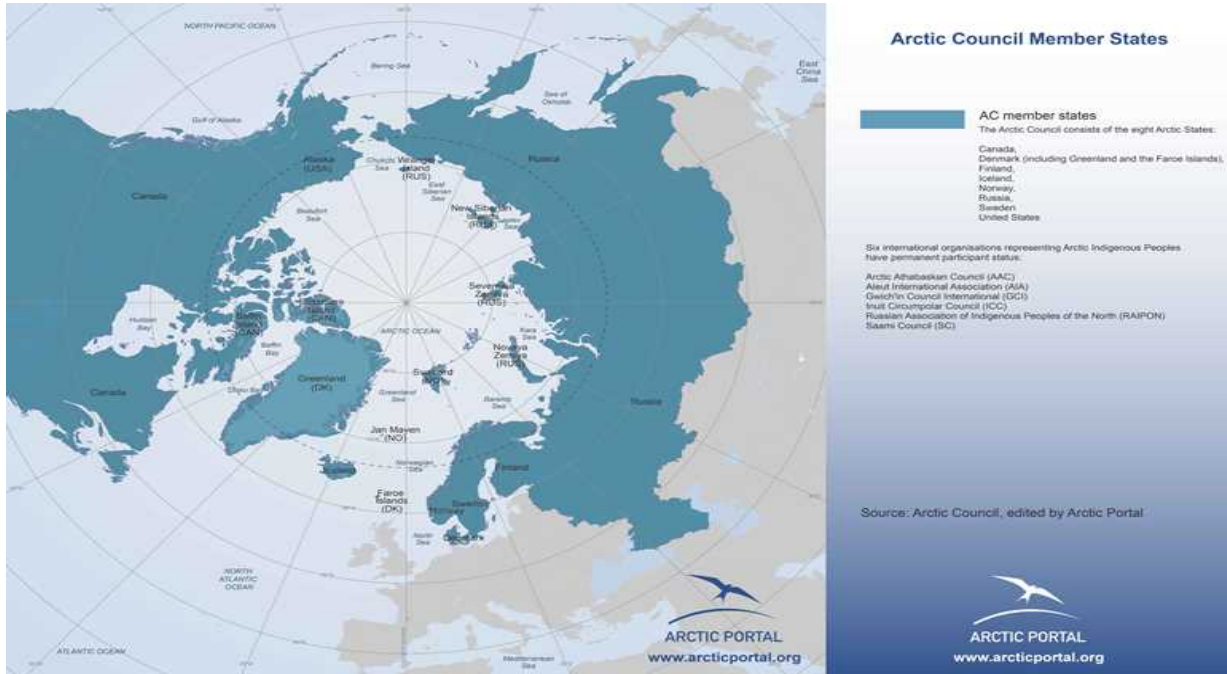 NORTH PACIFIC OCEAN
Bering Sea
Sea of
Okhotsk
Gulf of Alaska
Alaska
(USA)
Chukchi
Sea
Wrangel
Island
(RUS)
Russia
East
Siberian
Sea
Canada
Beaufort
Sea
New Siberian
Islands
(RUS)
Laptev
Sea
Severnaya
Zemlya
(RUS)
Hudson
Bay
Baffin
Island
(CAN)
Ellesmere
Island
(CAN)
ARCTIC OCEAN
Kara
Sea
Baffin
Bay
Novaya
Zemlya
(RUS)
Greenland
(DK)
Svalbard
(NO)
Canada
Greenland
Sea
Barents
Sea
Russia
Jan Mayen
(NO)
Norwegian
Sea
Iceland
Finland
Faroe
Islands
(DK)
Sweden
Norway
North
Sea
Denmark
NORTH
ATLANTIC
OCEAN
ATLANTIC OCEAN
Mediterranean
Sea
East
China
Sea
ARCTIC PORTAL
www.arcticportal.org
Arctic Council Member States
AC member states
The Arctic Council consists of the eight Arctic States:
Canada,
Denmark (including Greenland and the Faroe Islands),
Finland,
Iceland,
Norway,
Russia,
Sweden
United States
Six international organisations representing Arctic Indigenous Peoples
have permanent participant status:
Arctic Athabaskan Council (AAC)
Aleut International Association (AIA)
Gwich'in Council International (GCI)
Inuit Circumpolar Council (ICC)
Russian Association of Indigenous Peoples of the North (RAIPON)
Saami Council (SC)
Source: Arctic Council, edited by Arctic Portal
ARCTIC PORTAL
www.arcticportal.org